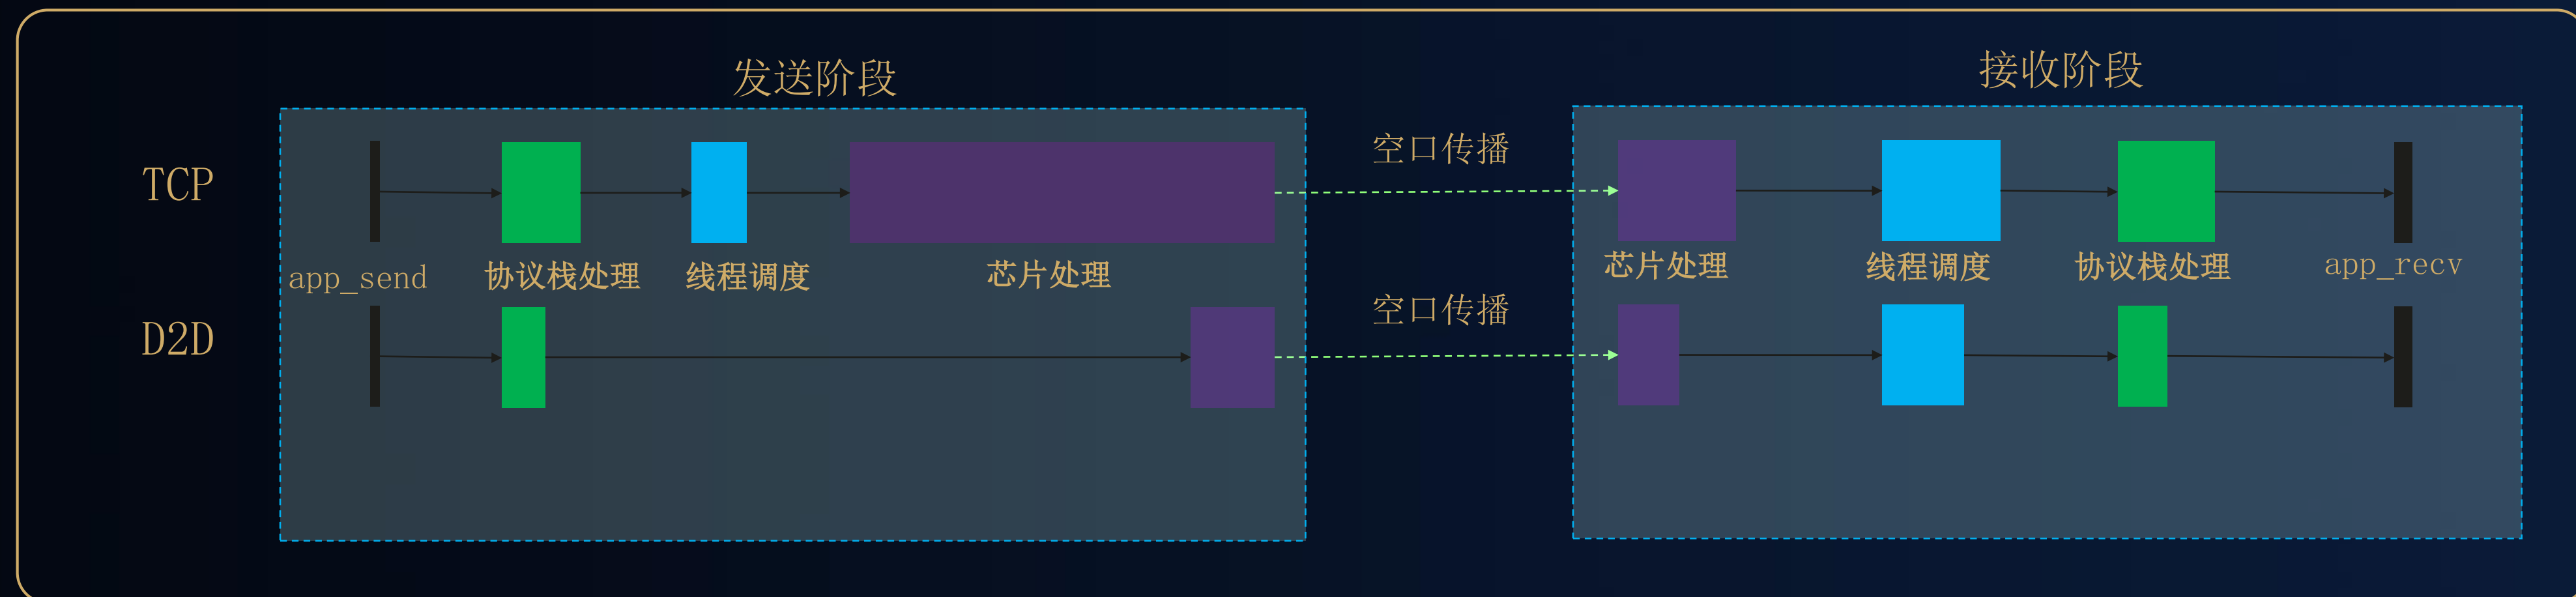 发送阶段
接收阶段
TCP
空口传播
app_send
协议栈处理
线程调度
芯片处理
芯片处理
线程调度
协议栈处理
app_recv
D2D
空口传播